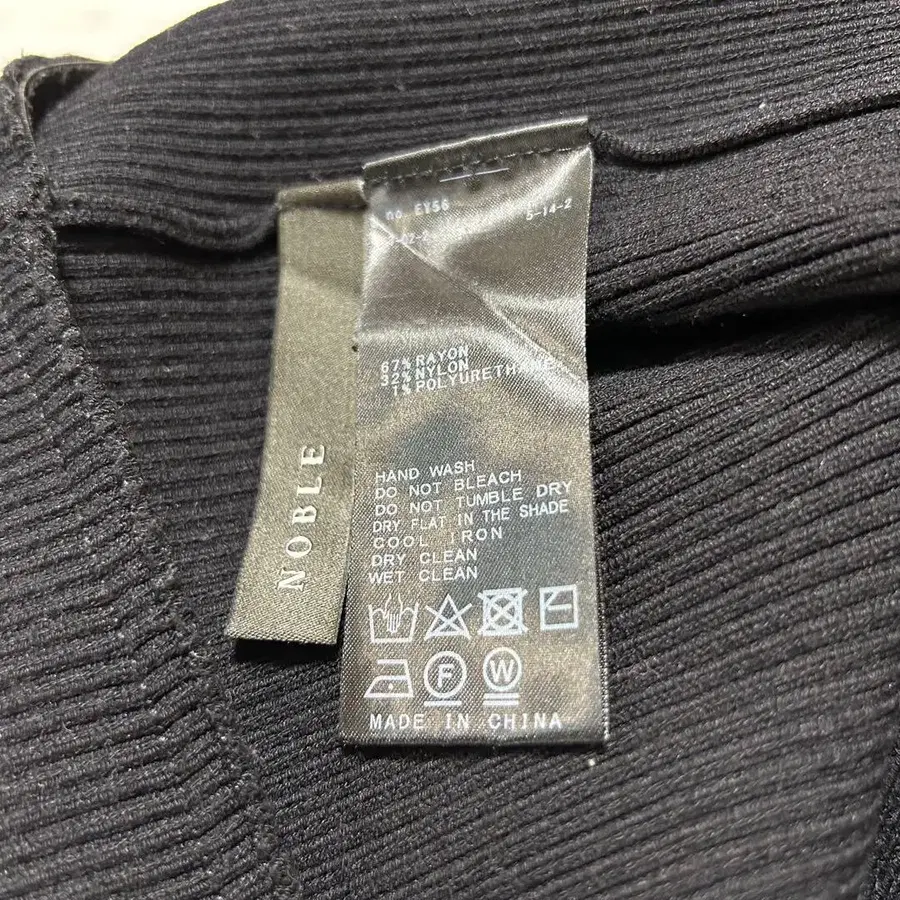 no. EY56
5-14-2
67% RAYON
32% NYLON
1% POLYURETHANE
HAND WASH
DO NOT BLEACH
DO NOT TUMBLE DRY
DRY FLAT IN THE SHADE
COOL IRON
DRY CLEAN
WET CLEAN
F W
MADE IN CHINA
NOBLE